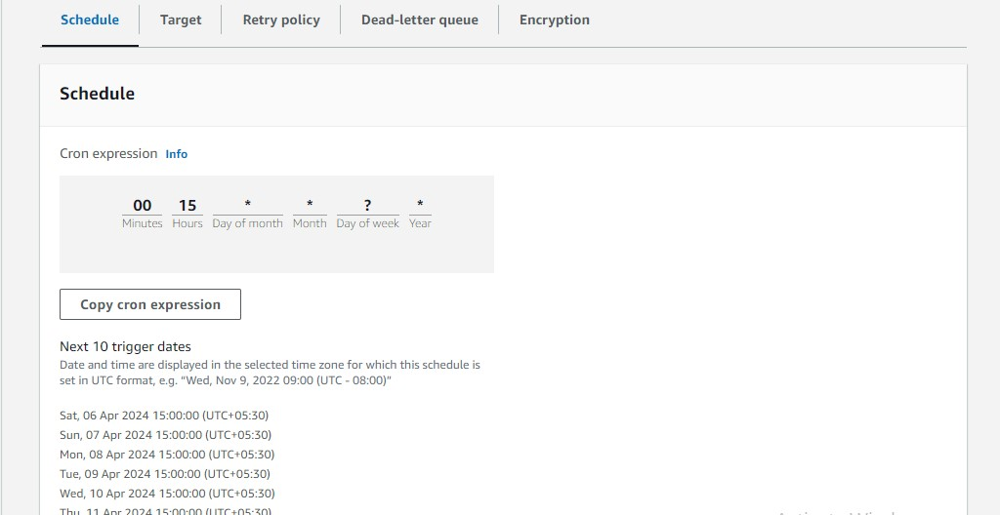 Schedule Target Retry policy Dead-letter queue Encryption
Schedule
Cron expression Info
00 15 * * ? *
Minutes Hours Day of month Month Day of week Year
Copy cron expression
Next 10 trigger dates
Date and time are displayed in the selected time zone for which this schedule is
set in UTC format, e.g. “Wed, Nov 9, 2022 09:00 (UTC - 08:00)”
Sat, 06 Apr 2024 15:00:00 (UTC+05:30)
Sun, 07 Apr 2024 15:00:00 (UTC+05:30)
Mon, 08 Apr 2024 15:00:00 (UTC+05:30)
Tue, 09 Apr 2024 15:00:00 (UTC+05:30)
Wed, 10 Apr 2024 15:00:00 (UTC+05:30)
Thu, 11 Apr 2024 15:00:00 (UTC+05:30)